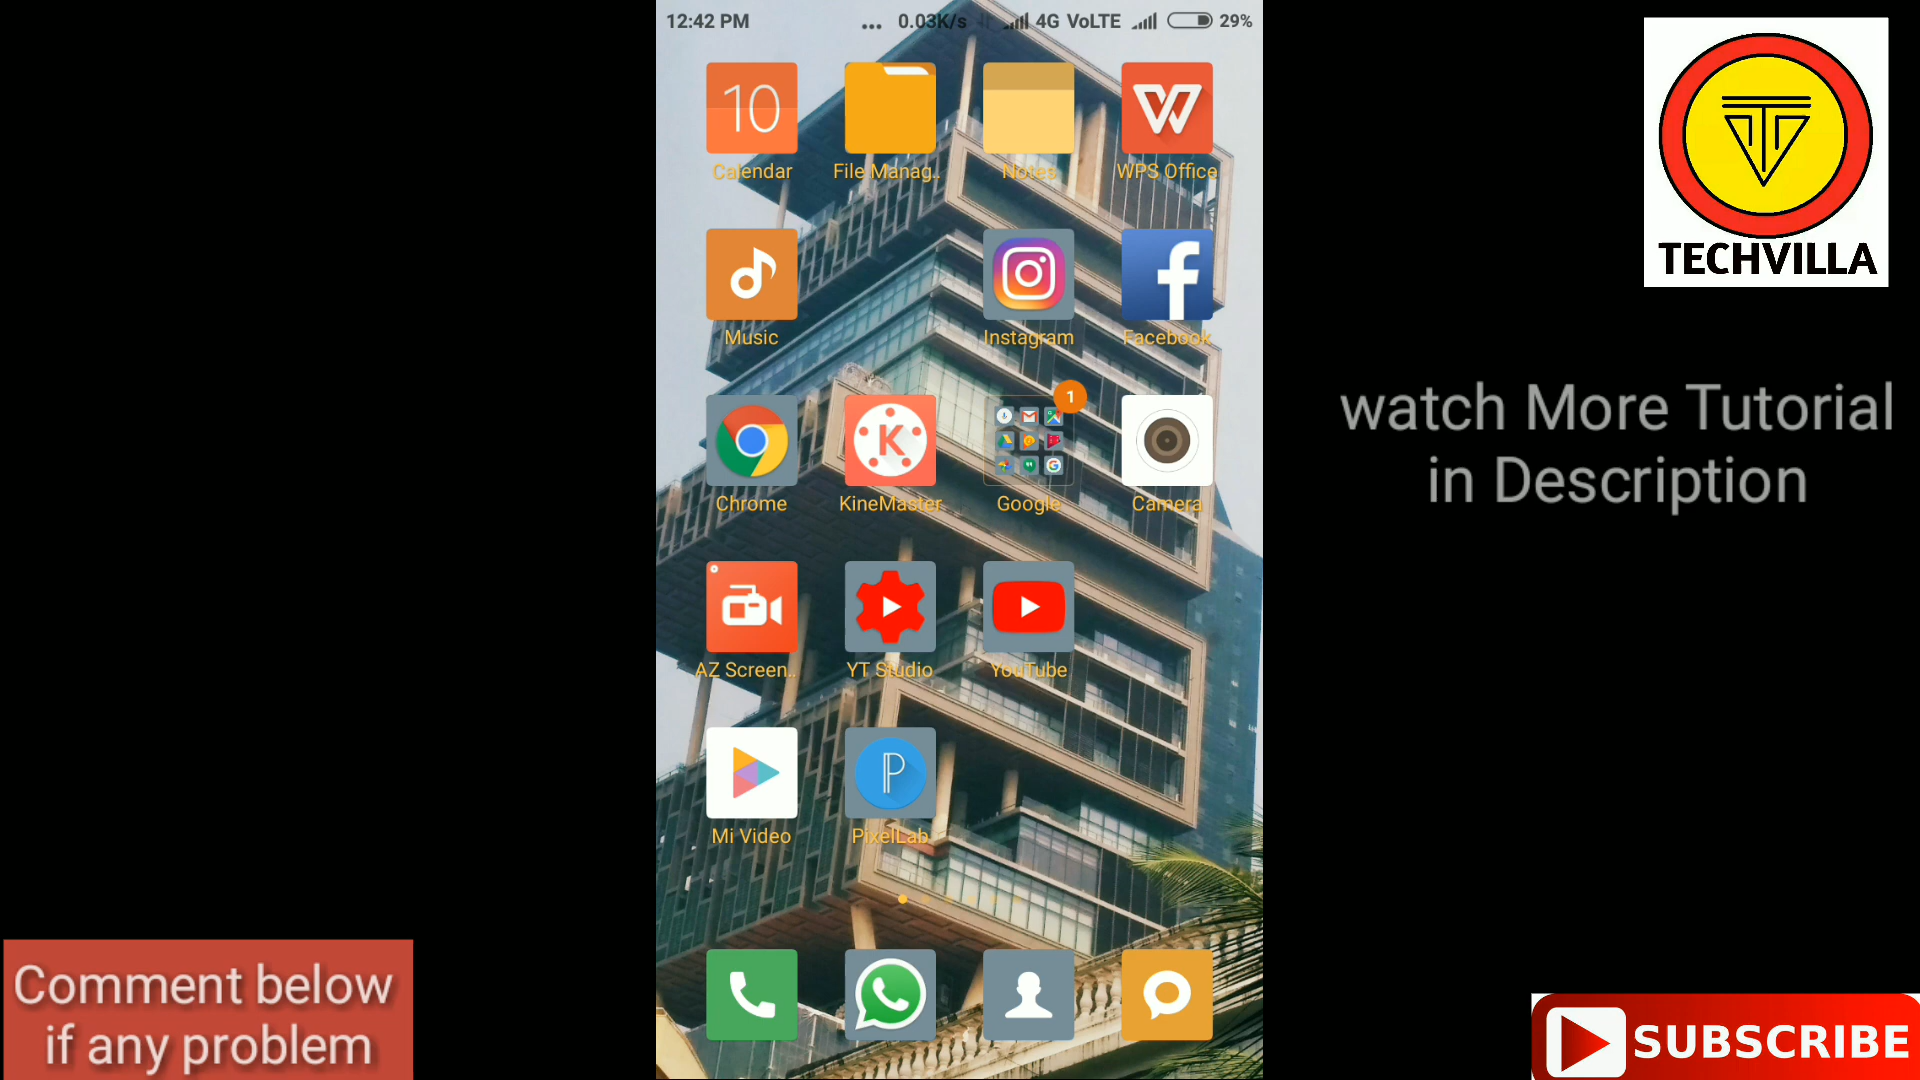 12:42 PM ... 0.03K/s 4G VoLTE 29%
10
Calendar File Manag.. Notes WPS Office
Music Instagram Facebook
1
K
Chrome KineMaster Google Camera
AZ Screen.. YT Studio YouTube
P
Mi Video PixelLab
TECHVILLA
watch More Tutorial
in Description
Comment below
if any problem
SUBSCRIBE